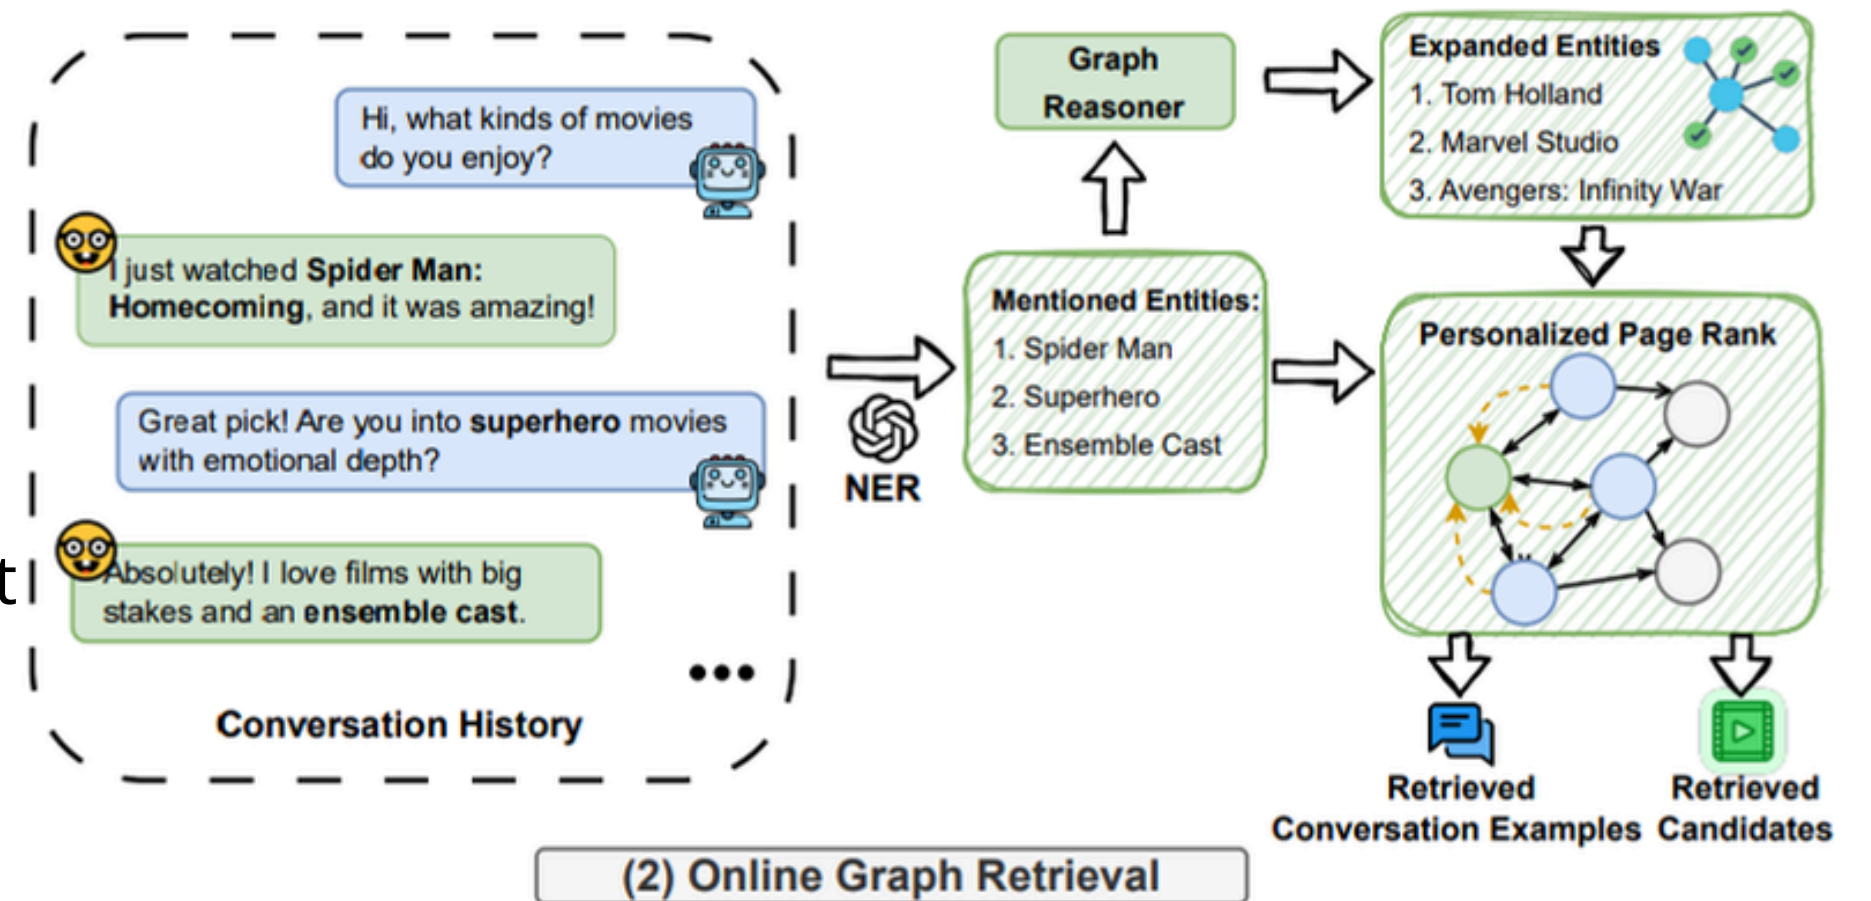 Hi, what kinds of movies
do you enjoy?
I just watched Spider Man:
Homecoming, and it was amazing!
Great pick! Are you into superhero movies
with emotional depth?
Absolutely! I love films with big
stakes and an ensemble cast.
t
Conversation History
NER
Mentioned Entities:
1. Spider Man
2. Superhero
3. Ensemble Cast
Graph
Reasoner
Expanded Entities
1. Tom Holland
2. Marvel Studio
3. Avengers: Infinity War
Personalized Page Rank
Retrieved
Conversation Examples
Retrieved
Candidates
(2) Online Graph Retrieval